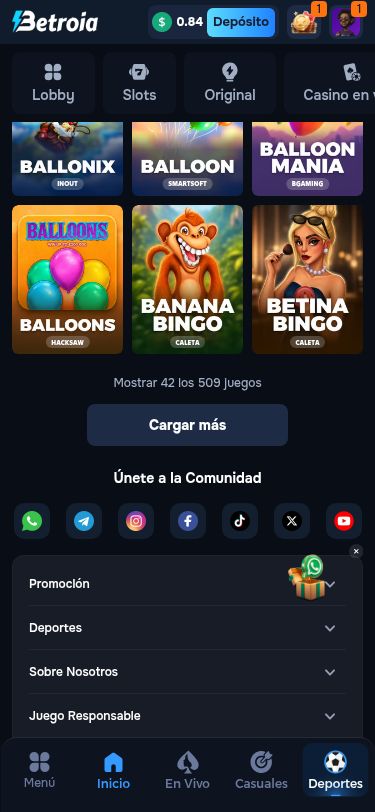 Betroia
$ 0.84 Depósito
1
1
Lobby
Slots
Original
Casino en v
BALLONIX
INOUT
BALLOON
SMARTSOFT
BALLOON
MANIA
BGAMING
BALLOONS
BALLOONS
HACKSAW
BANANA
BINGO
CALETA
BETINA
BINGO
CALETA
Mostrar 42 los 509 Juegos
Cargar más
Únete a la Comunidad
Promoción
Deportes
Sobre Nosotros
Juego Responsable
Menú
Inicio
En Vivo
Casuales
Deportes